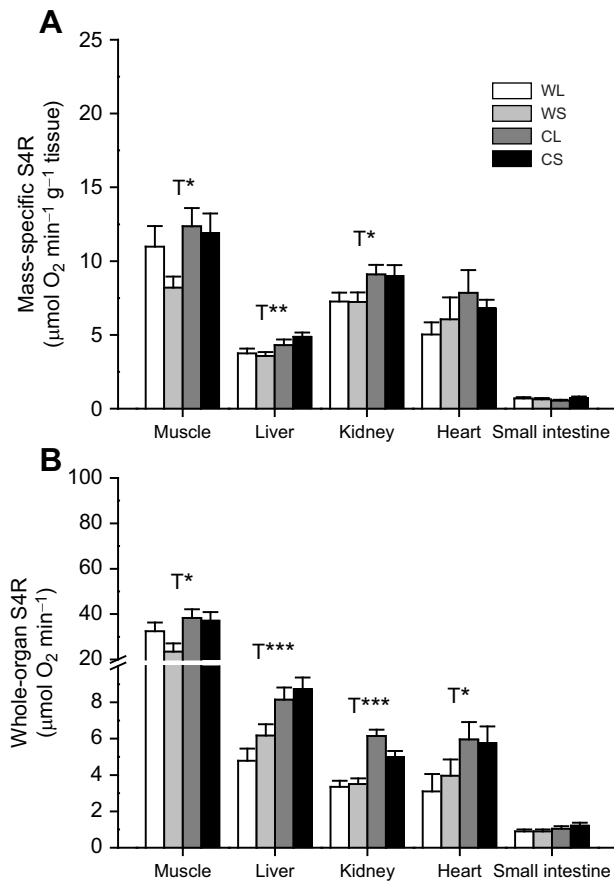 A
Mass-specific S4R
(μmol O₂ min⁻¹ g⁻¹ tissue)
25
20
15
10
5
0
WL
WS
CL
CS
T*
T**
T*
Muscle
Liver
Kidney
Heart
Small intestine
B
Whole-organ S4R
(μmol O₂ min⁻¹)
100
80
60
40
20
8
6
4
2
0
T*
T***
T***
T*
Muscle
Liver
Kidney
Heart
Small intestine